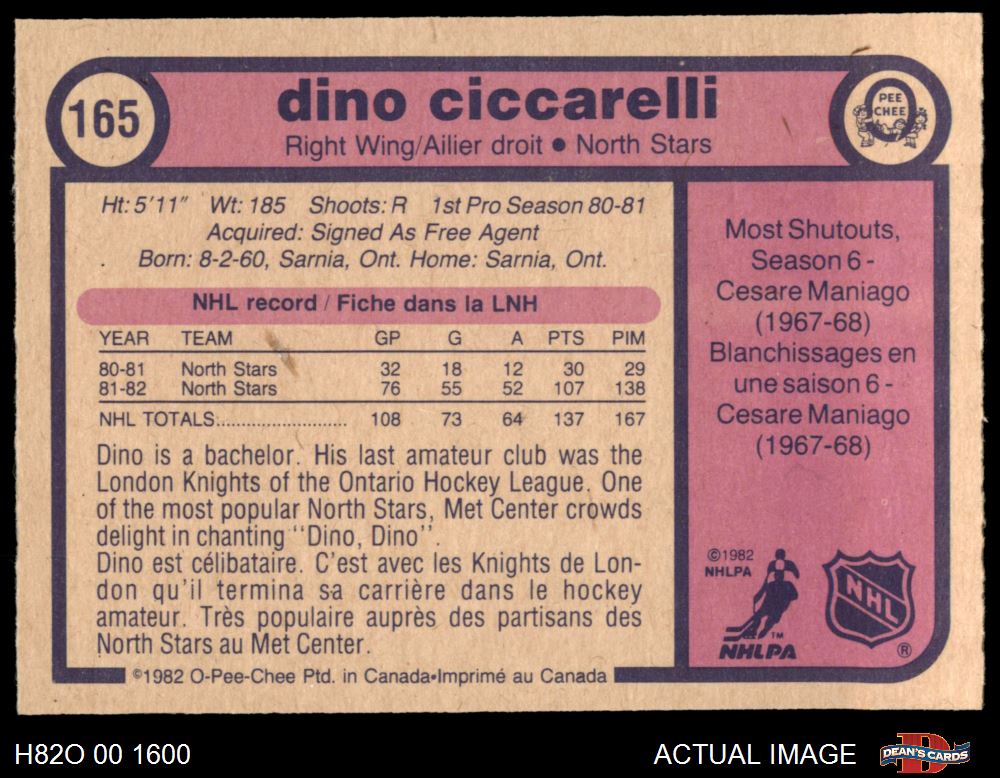 165
dino ciccarelli
Right Wing/Ailier droit • North Stars
PEE
CHEE
Ht: 5'11" Wt: 185 Shoots: R 1st Pro Season 80-81
Acquired: Signed As Free Agent
Born: 8-2-60, Sarnia, Ont. Home: Sarnia, Ont.
NHL record / Fiche dans la LNH
YEAR TEAM GP G A PTS PIM
80-81 North Stars 32 18 12 30 29
81-82 North Stars 76 55 52 107 138
NHL TOTALS.......................... 108 73 64 137 167
Dino is a bachelor. His last amateur club was the
London Knights of the Ontario Hockey League. One
of the most popular North Stars, Met Center crowds
delight in chanting ''Dino, Dino''.
Dino est célibataire. C'est avec les Knights de Lon-
don qu'il termina sa carrière dans le hockey
amateur. Très populaire auprès des partisans des
North Stars au Met Center.
©1982 O-Pee-Chee Ptd. in Canada•Imprimé au Canada
Most Shutouts,
Season 6 -
Cesare Maniago
(1967-68)
Blanchissages en
une saison 6 -
Cesare Maniago
(1967-68)
©1982
NHLPA
TM
NHLPA
NHL
®
H82O 00 1600
ACTUAL IMAGE
DEAN'S CARDS